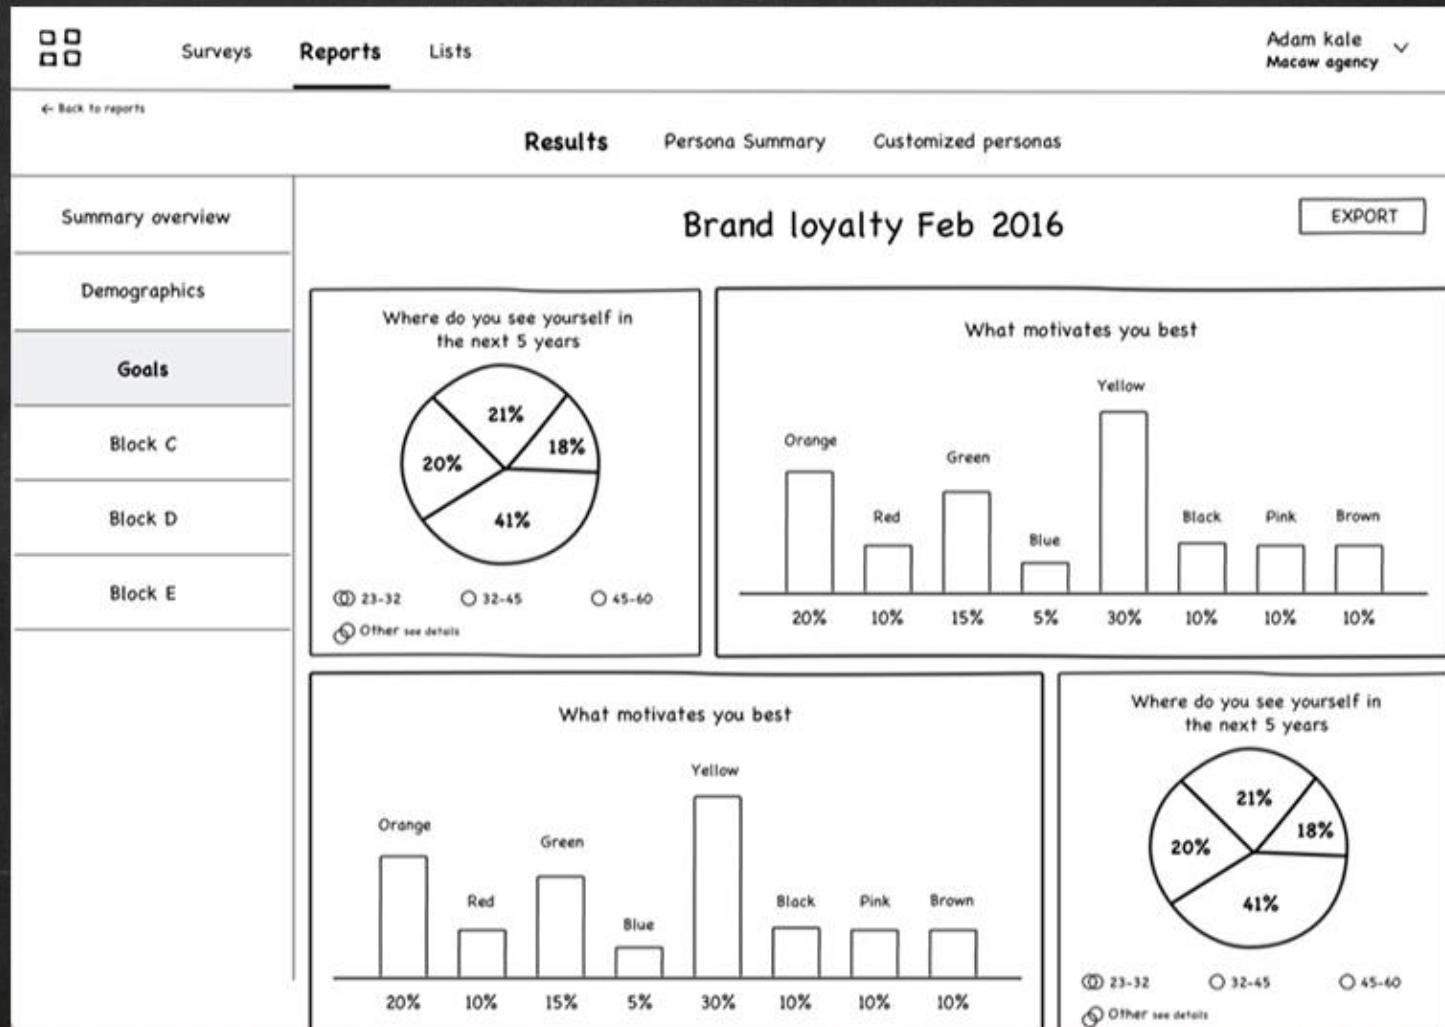 Surveys Reports Lists
Adam kale
Macaw agency
← Back to reports
Results Persona Summary Customized personas
Summary overview
Demographics
Goals
Block C
Block D
Block E
Brand loyalty Feb 2016
EXPORT
Where do you see yourself in
the next 5 years
21%
18%
20%
41%
23-32 32-45 45-60
Other see details
What motivates you best
Yellow
Orange
Green
Red Black Pink Brown
Blue
20% 10% 15% 5% 30% 10% 10% 10%
What motivates you best
Yellow
Orange
Green
Red Black Pink Brown
Blue
20% 10% 15% 5% 30% 10% 10% 10%
Where do you see yourself in
the next 5 years
21%
18%
20%
41%
23-32 32-45 45-60
Other see details